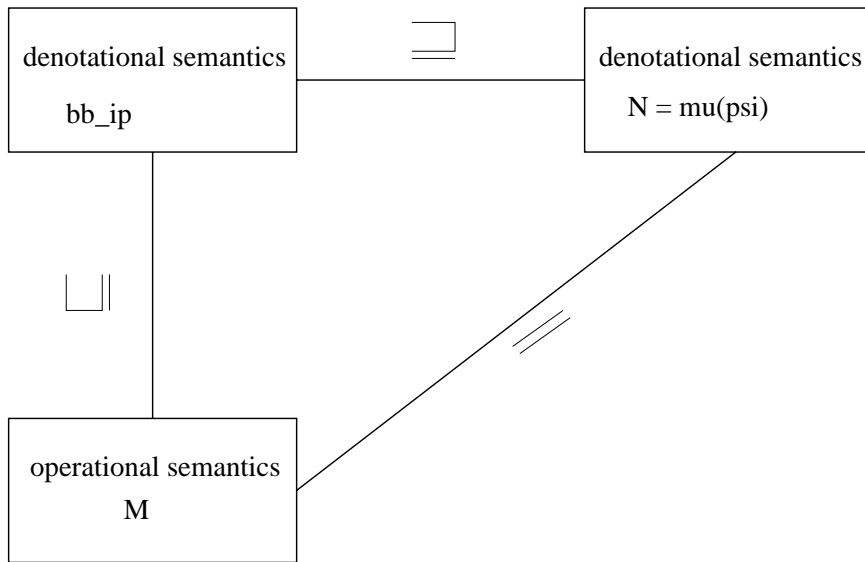 denotational semantics
bb_ip
⊒
denotational semantics
N = mu(psi)
operational semantics
M